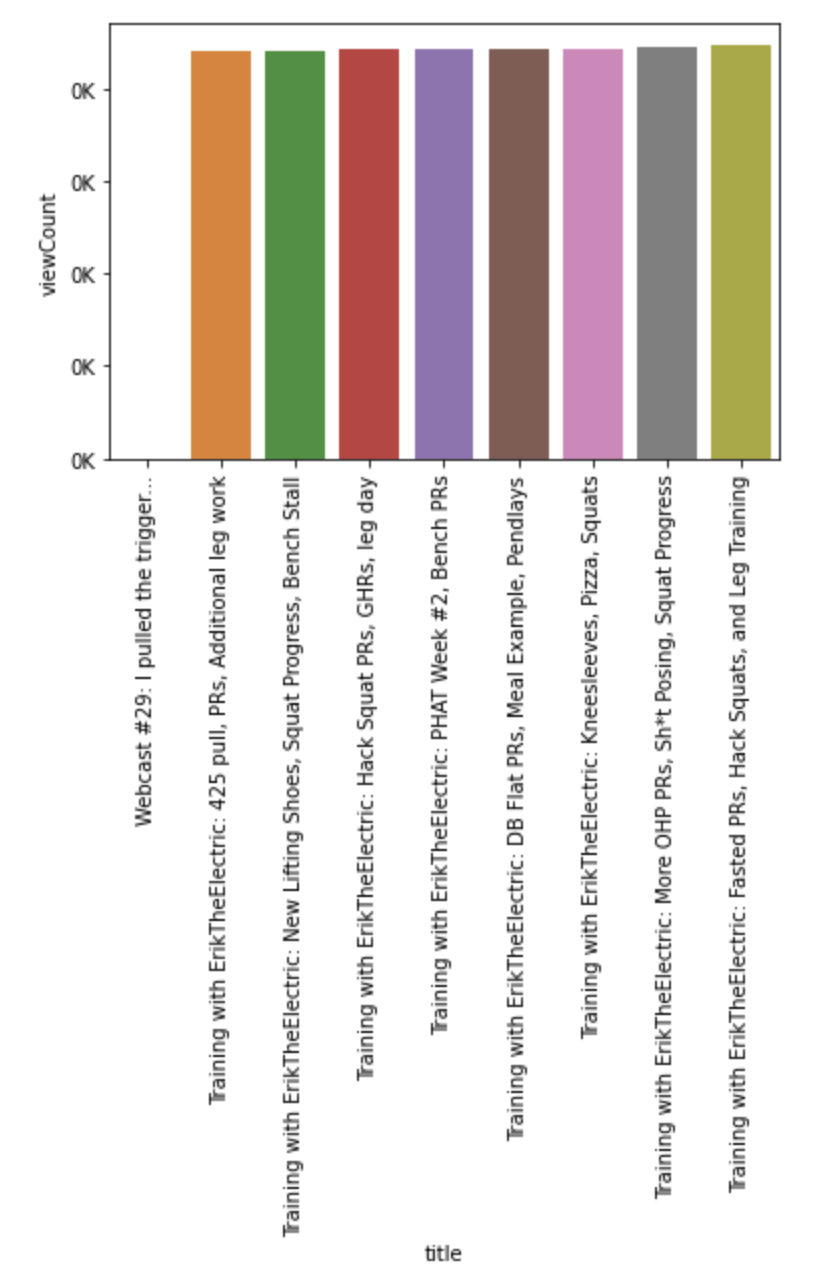 viewCount
0K
0K
0K
0K
0K
Webcast #29: I pulled the trigger...
Training with ErikTheElectric: 425 pull, PRs, Additional leg work
Training with ErikTheElectric: New Lifting Shoes, Squat Progress, Bench Stall
Training with ErikTheElectric: Hack Squat PRs, GHRs, leg day
Training with ErikTheElectric: PHAT Week #2, Bench PRs
Training with ErikTheElectric: DB Flat PRs, Meal Example, Pendlays
Training with ErikTheElectric: Kneesleeves, Pizza, Squats
Training with ErikTheElectric: More OHP PRs, Sh*t Posing, Squat Progress
Training with ErikTheElectric: Fasted PRs, Hack Squats, and Leg Training
title